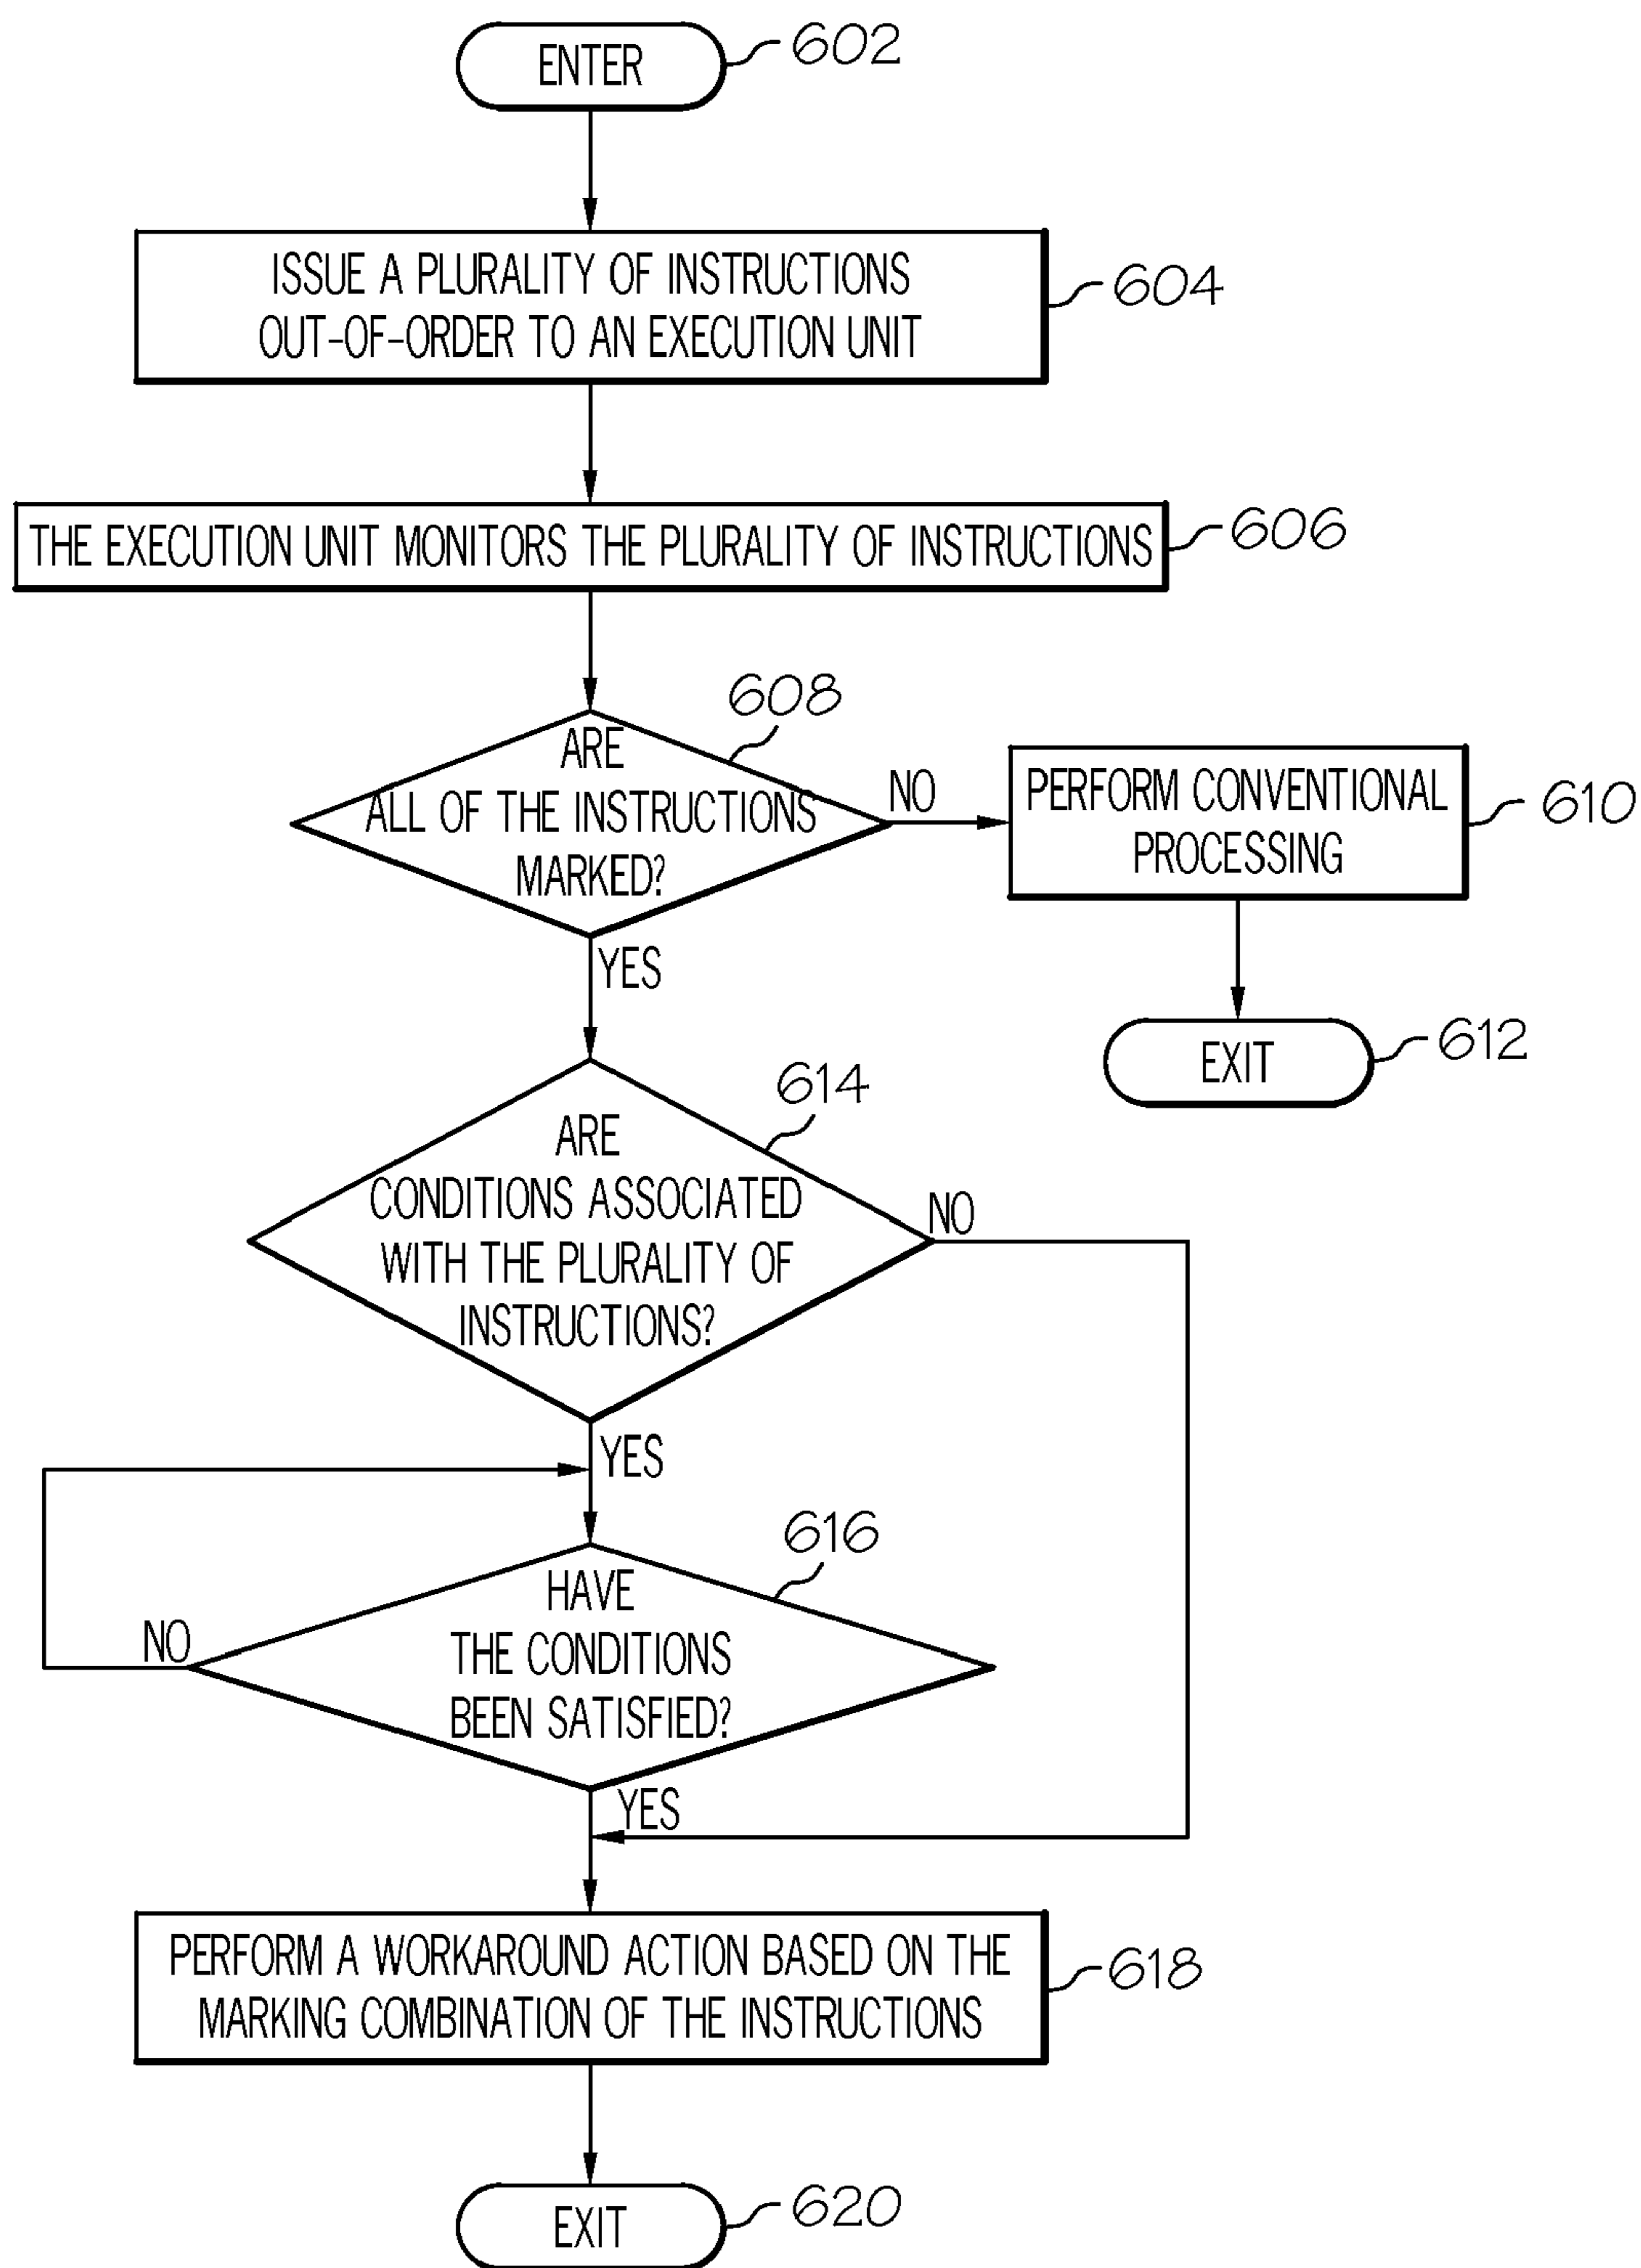 ENTER
602
ISSUE A PLURALITY OF INSTRUCTIONS
OUT-OF-ORDER TO AN EXECUTION UNIT
604
THE EXECUTION UNIT MONITORS THE PLURALITY OF INSTRUCTIONS
606
608
ARE
ALL OF THE INSTRUCTIONS
MARKED?
NO
PERFORM CONVENTIONAL
PROCESSING
610
YES
EXIT
612
614
ARE
CONDITIONS ASSOCIATED
WITH THE PLURALITY OF
INSTRUCTIONS?
NO
YES
616
HAVE
THE CONDITIONS
BEEN SATISFIED?
NO
YES
PERFORM A WORKAROUND ACTION BASED ON THE
MARKING COMBINATION OF THE INSTRUCTIONS
618
EXIT
620